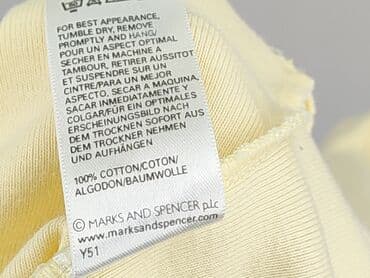 FOR BEST APPEARANCE,
TUMBLE DRY, REMOVE
PROMPTLY AND HANG/
POUR UN ASPECT OPTIMAL
SECHER EN MACHINE A
TAMBOUR, RETIRER AUSSITOT
ET SUSPENDRE SUR UN
CINTRE/PARA UN MEJOR
ASPECTO, SECAR A MAQUINA,
SACAR INMEDIATAMENTE Y
COLGAR/FÜR EIN OPTIMALES
ERSCHEINUNGSBILD NACH
DEM TROCKNEN SOFORT AUS
DEM TROCKNER NEHMEN
UND AUFHÄNGEN
100% COTTON/COTON/
ALGODON/BAUMWOLLE
© MARKS AND SPENCER p.l.c
www.marksandspencer.com
Y51